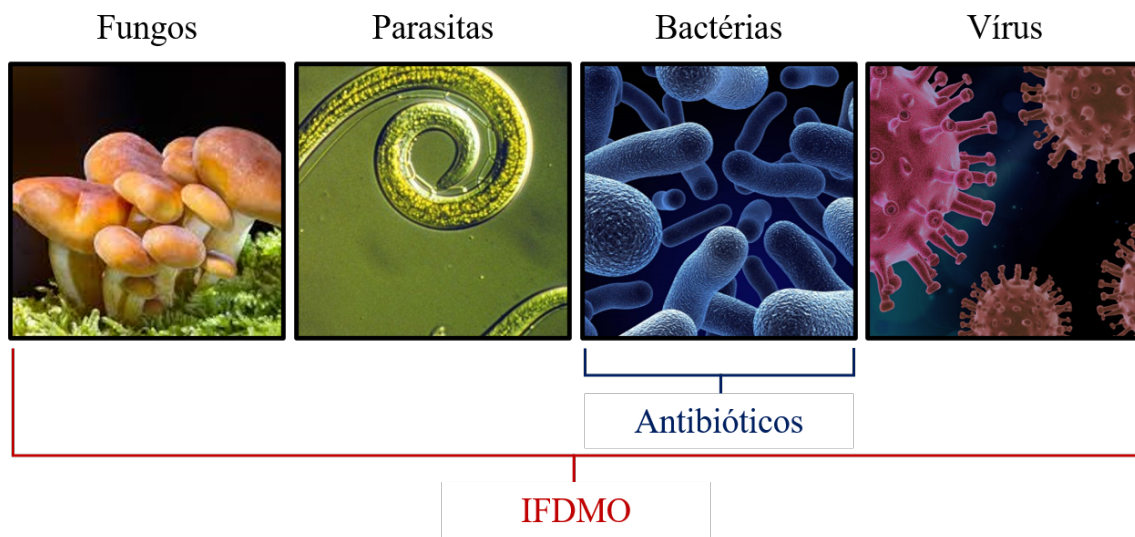 Fungos
Parasitas
Bactérias
Vírus
Antibióticos
IFDMO